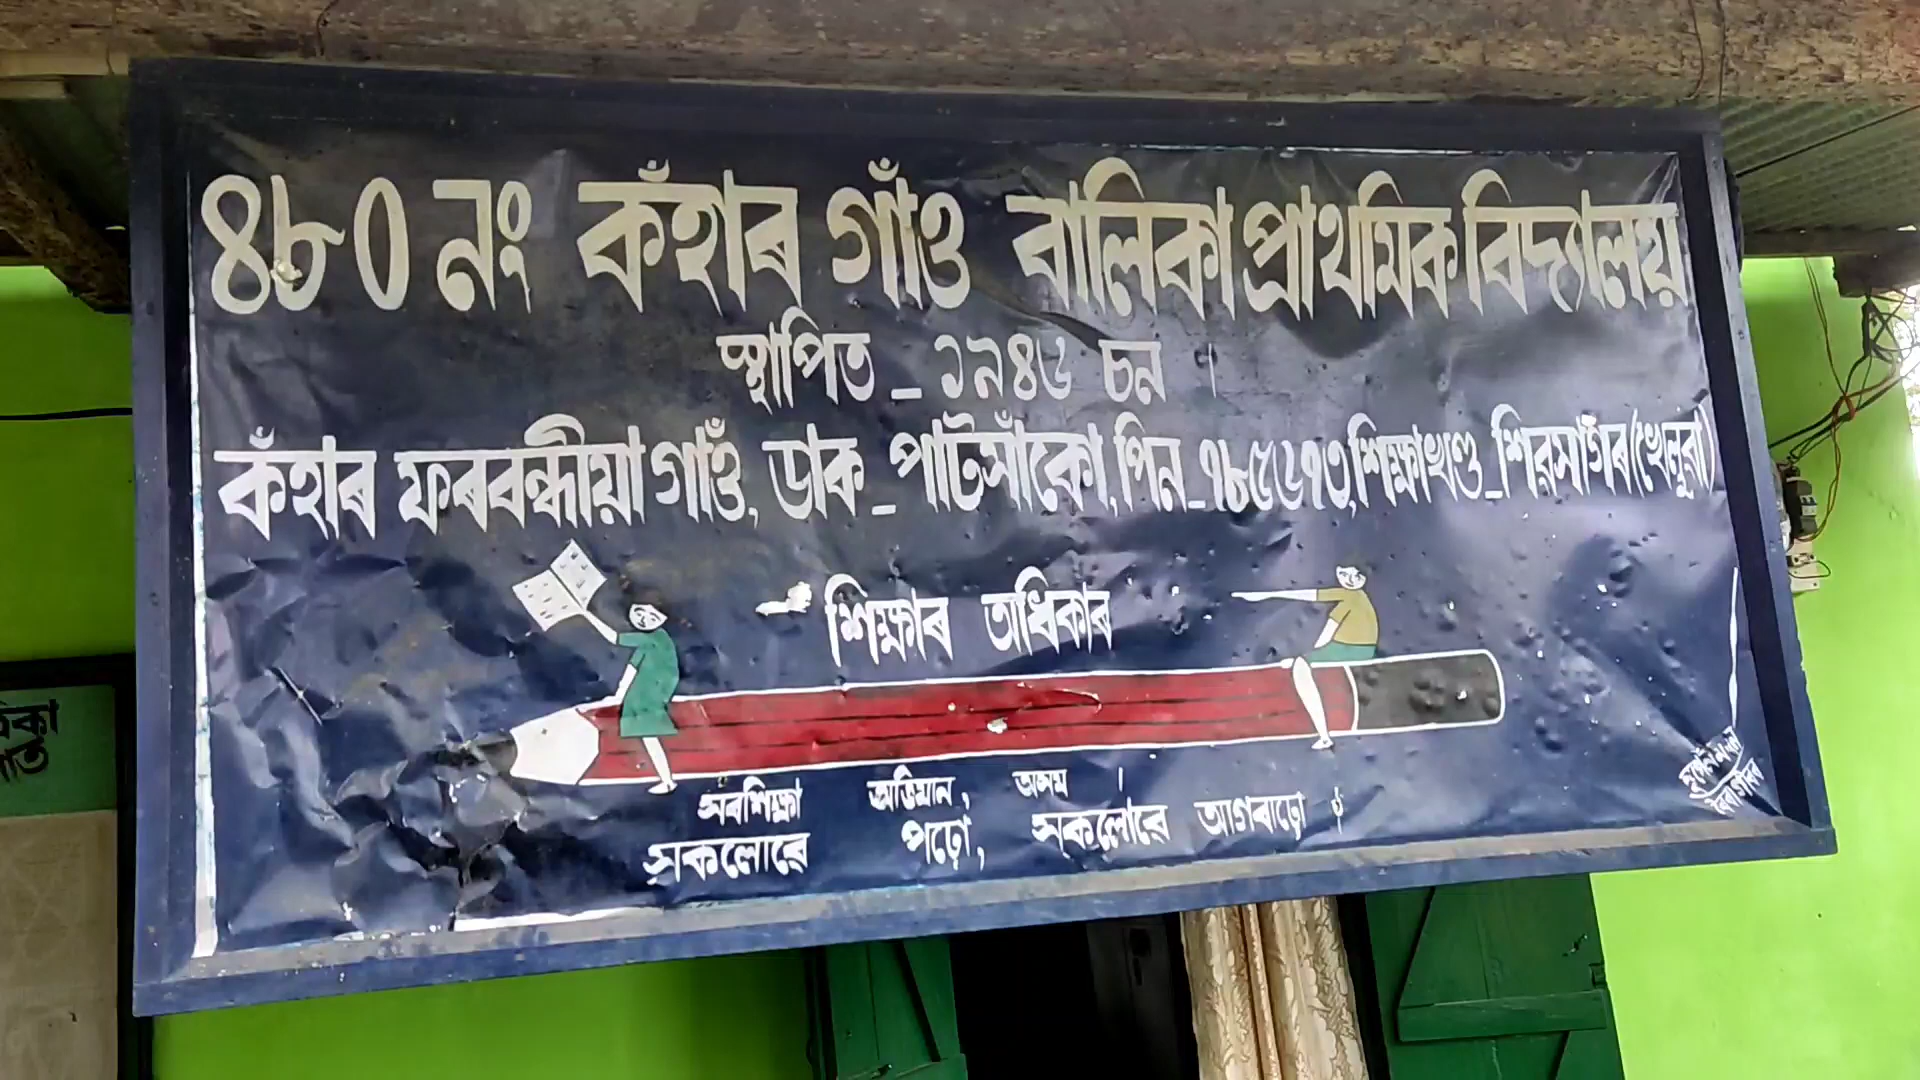 ৪৮০ নং কঁহাৰ গাঁও বালিকা প্ৰাথমিক বিদ্যালয়
স্থাপিত - ১৯৪৬ চন ।
কঁহাৰ ফৰবন্ধীয়া গাওঁ, ডাক - পাটসাঁকো, পিন - ৭৮৫৬৭৩, শিক্ষাখণ্ড - শিৱসাগৰ (খেলুৱা)
শিক্ষাৰ অধিকাৰ
সৰ্বশিক্ষা অভিযান, অসম ।
সকলোৱে পঢ়ো, সকলোৱে আগবাঢ়ো ।